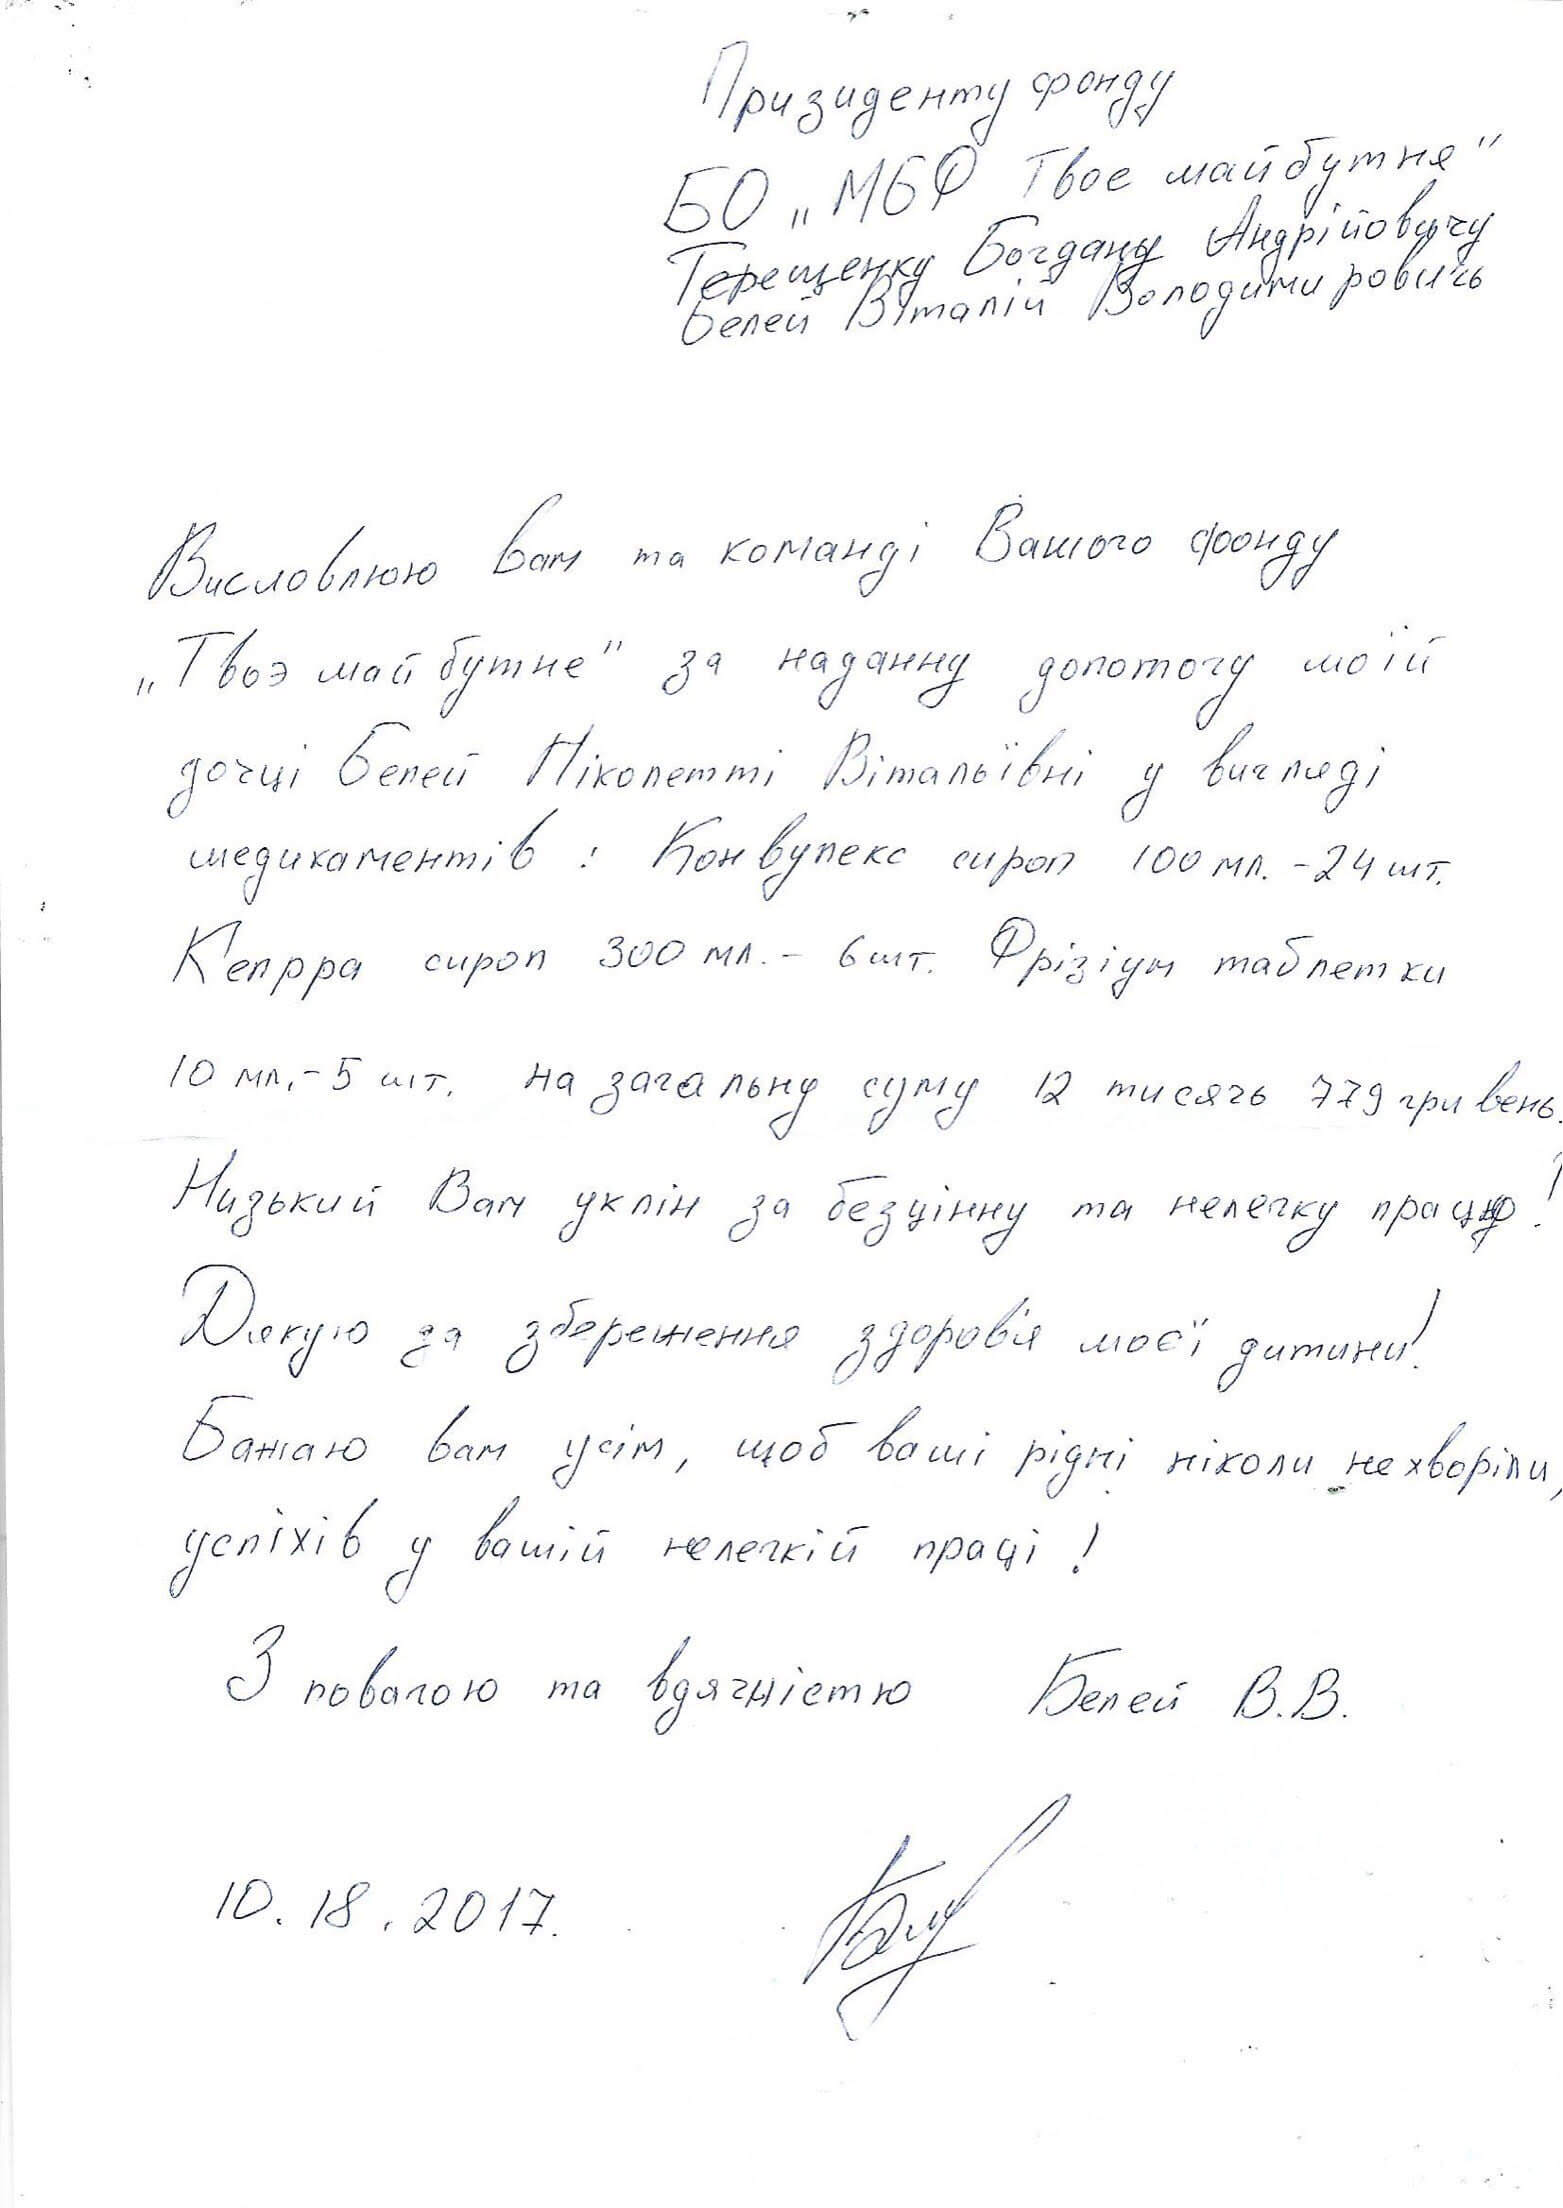 Призиденту фонду
БО „МБФ Твое майбутня"
Терещенку Богдану Андрійовичу
Белей Віталій Володимировичь
Висловлюю вам та команді Вашого фонду
„Твоэ майбутне" за наданну допомогу моїй
дочці Белей Ніколетті Вітальївні у вигляді
медикаментів : Конвулекс сироп 100 мл. - 24 шт.
Кеппра сироп 300 мл. - 6 шт. Фрізіум таблетки
10 мл. - 5 шт. на загальну суму 12 тисячь 779 гривень.
Низький Вам уклін за безцінну та нелегку працю!
Дякую за збереження здоров'я моєї дитини!
Бажаю вам усім, щоб ваші рідні ніколи не хворіли,
успіхів у вашій нелегкій праці!
З повагою та вдячністю Белей В.В.
10.18.2017.